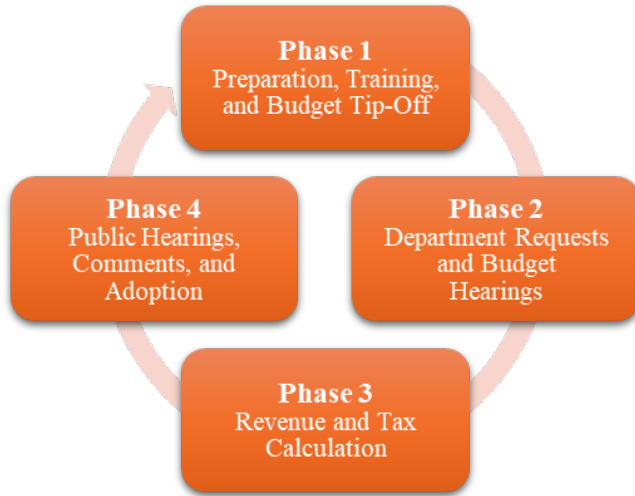 Phase 1
Preparation, Training,
and Budget Tip-Off
Phase 2
Department Requests
and Budget
Hearings
Phase 3
Revenue and Tax
Calculation
Phase 4
Public Hearings,
Comments, and
Adoption